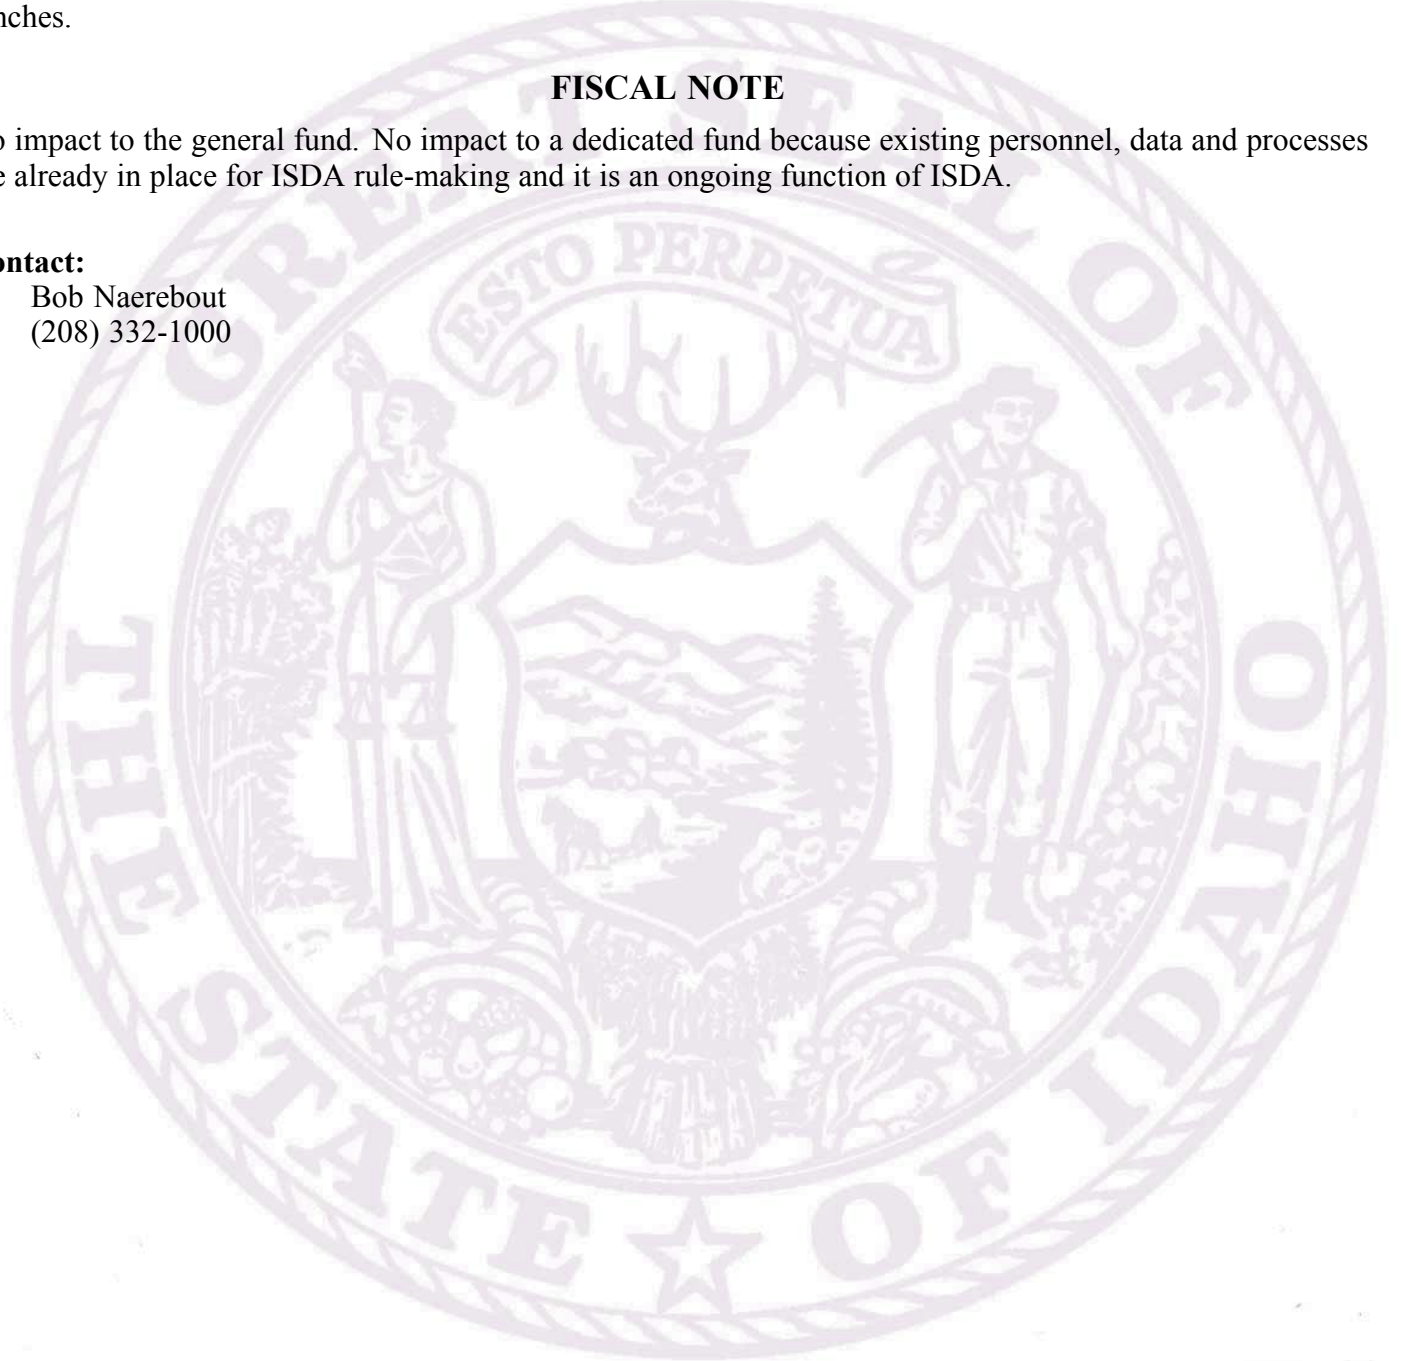 nches.
FISCAL NOTE
o impact to the general fund. No impact to a dedicated fund because existing personnel, data and processes
e already in place for ISDA rule-making and it is an ongoing function of ISDA.
ontact:
Bob Naerebout
(208) 332-1000
GREAT SEAL OF
ESTO PERPETUA
THE STATE OF IDAHO